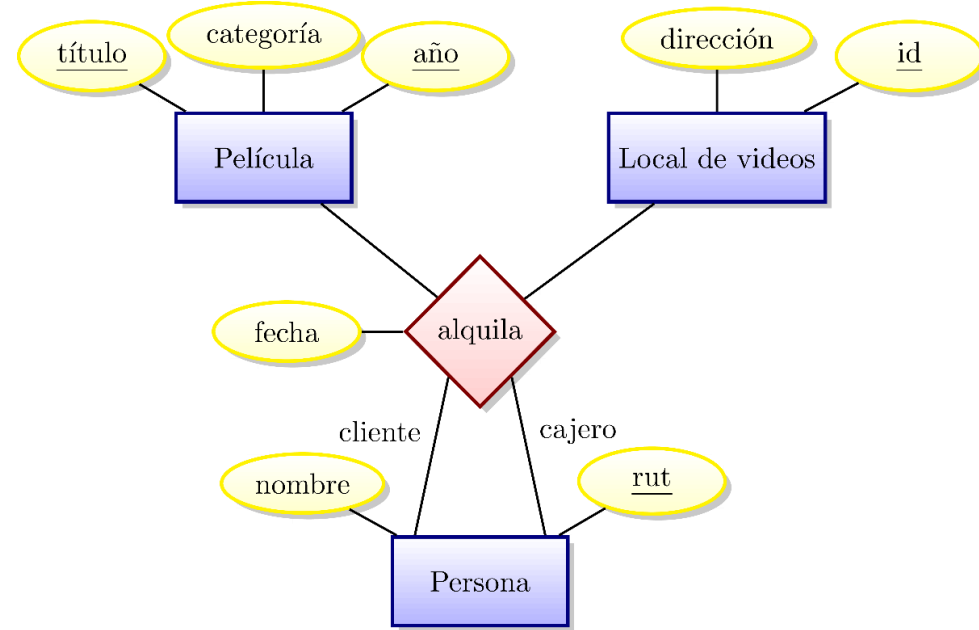 título
categoría
año
dirección
id
Película
Local de videos
fecha
alquila
cliente
cajero
nombre
rut
Persona